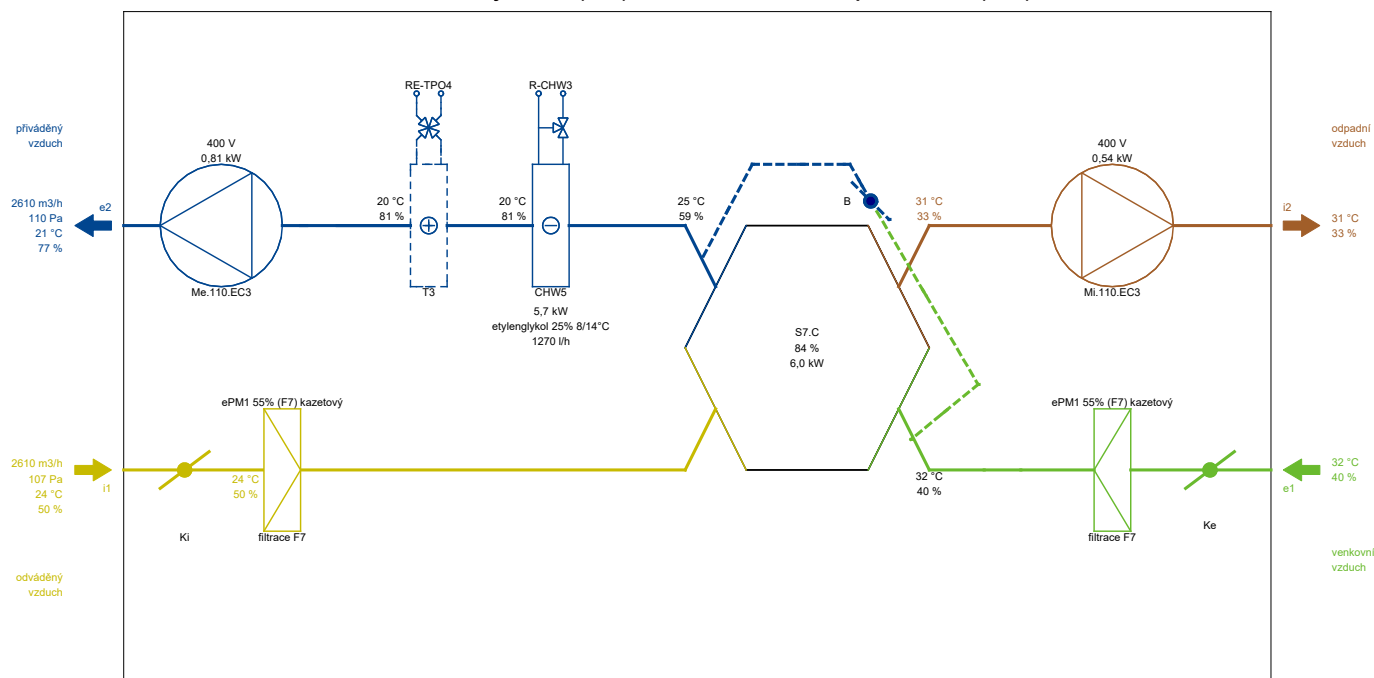 RE-TPO4
R-CHW3
přiváděný
vzduch
odpadní
vzduch
400 V
0,81 kW
400 V
0,54 kW
2610 m3/h
110 Pa
21 °C
77 %
e2
20 °C
81 %
20 °C
81 %
25 °C
59 %
B
31 °C
33 %
i2
31 °C
33 %
Me.110.EC3
T3
CHW5
Mi.110.EC3
5,7 kW
etylenglykol 25% 8/14°C
1270 l/h
S7.C
84 %
6,0 kW
ePM1 55% (F7) kazetový
ePM1 55% (F7) kazetový
2610 m3/h
107 Pa
24 °C
50 %
i1
24 °C
50 %
32 °C
40 %
32 °C
40 %
e1
Ki
filtrace F7
filtrace F7
Ke
odváděný
vzduch
venkovní
vzduch